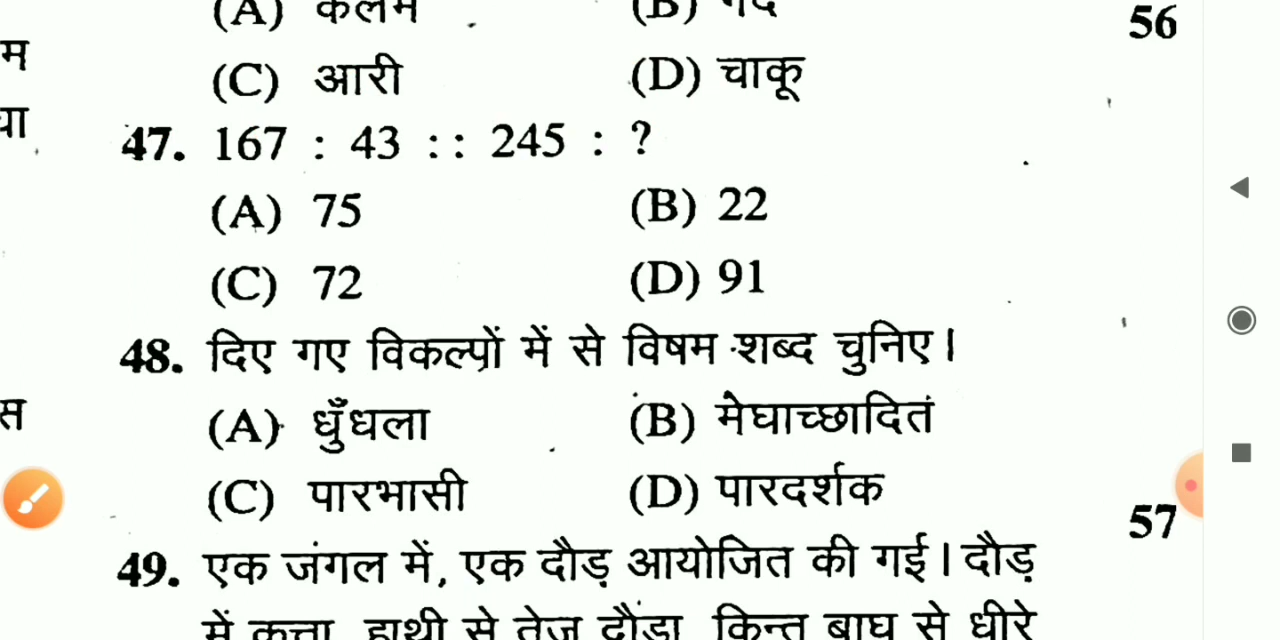 (A) कलम (B)
56
म
(C) आरी (D) चाकू
या
47. 167 : 43 :: 245 : ?
(A) 75 (B) 22
(C) 72 (D) 91
48. दिए गए विकल्पों में से विषम शब्द चुनिए।
(A) धुँधला (B) मेघाच्छादित
स
(C) पारभासी (D) पारदर्शक
57
49. एक जंगल में, एक दौड़ आयोजित की गई। दौड़
में कुत्ता हाथी से तेज दौड़ा किन्तु बाघ से धीरे